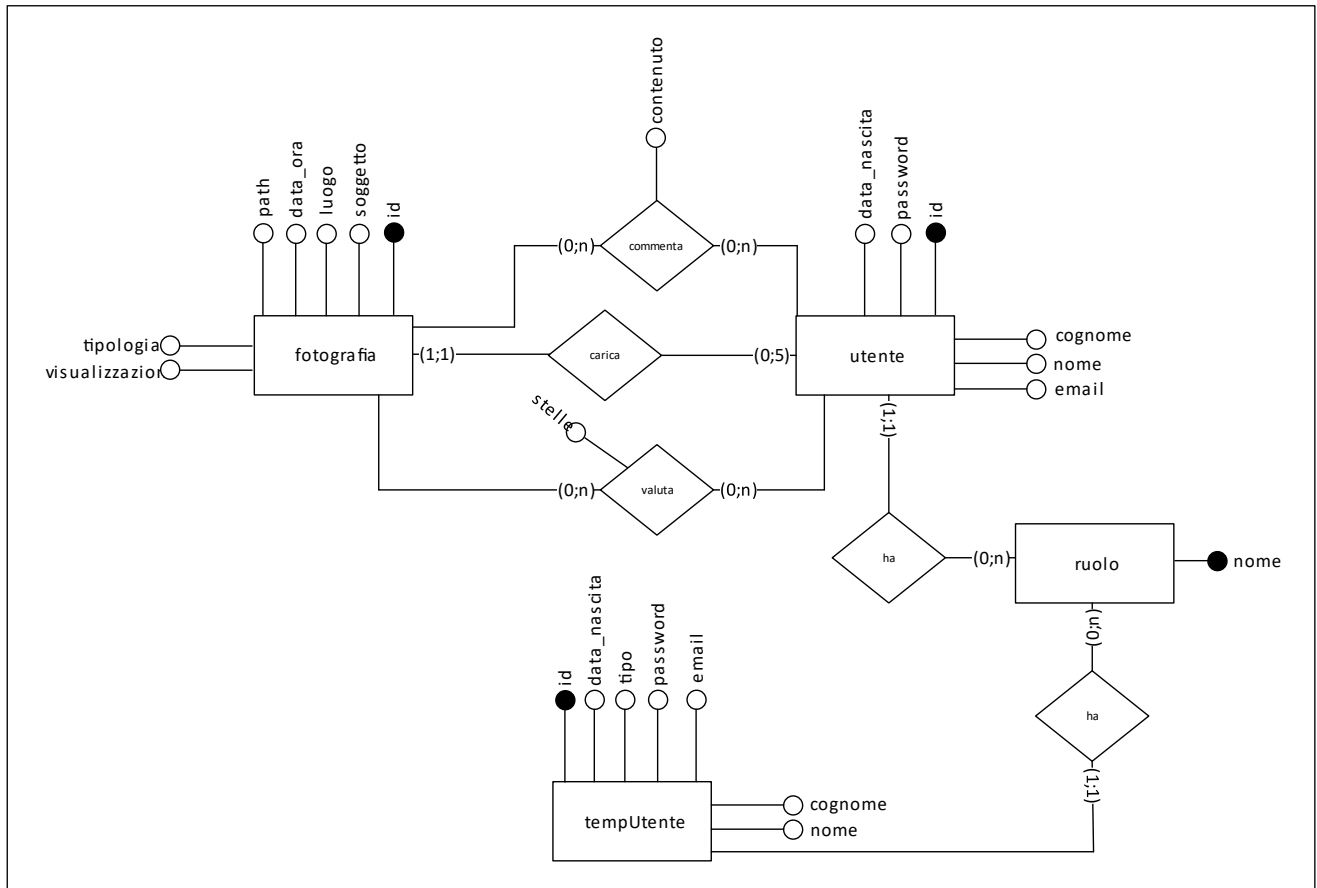 contenuto
path
data_ora
luogo
soggetto
id
data_nascita
password
id
(0;n)
commenta
(0;n)
tipologia
visualizzazion
fotografia
(1;1)
carica
(0;5)
utente
cognome
nome
email
stelle
(1;1)
(0;n)
valuta
(0;n)
ha
(0;n)
ruolo
nome
(0;n)
id
data_nascita
tipo
password
email
ha
(1;1)
tempUtente
cognome
nome